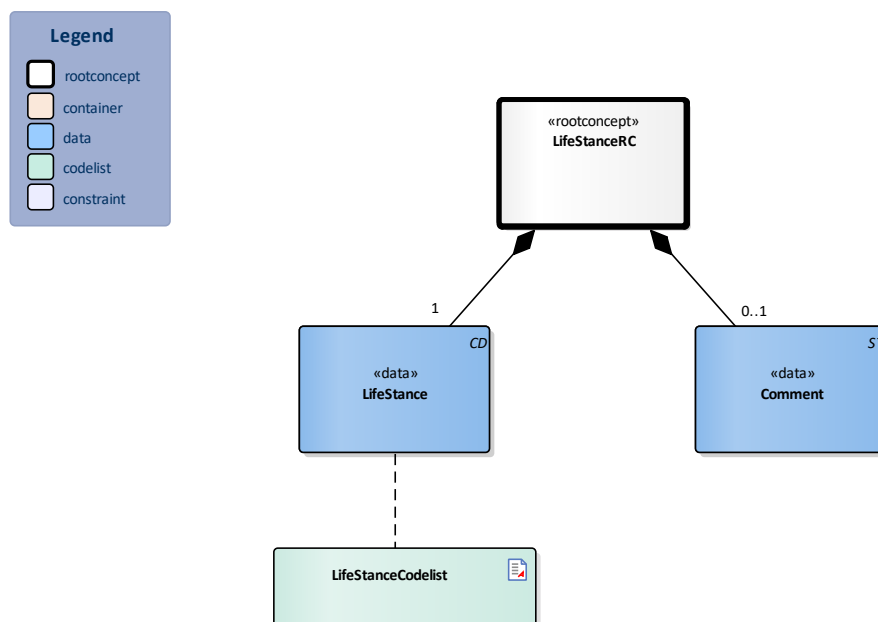 Legend
rootconcept
container
data
codelist
constraint
«rootconcept»
LifeStanceRC
1
0..1
CD
«data»
LifeStance
«data»
Comment
LifeStanceCodelist